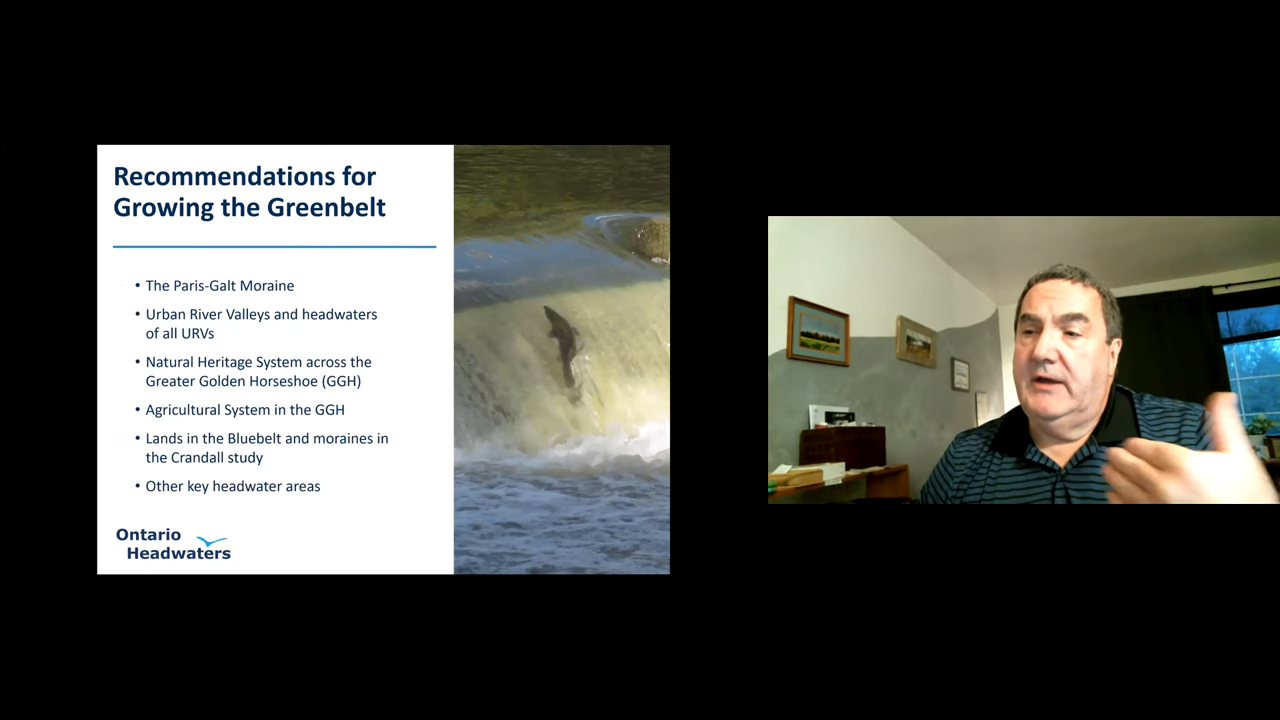 Recommendations for
Growing the Greenbelt
• The Paris-Galt Moraine
• Urban River Valleys and headwaters
of all URVs
• Natural Heritage System across the
Greater Golden Horseshoe (GGH)
• Agricultural System in the GGH
• Lands in the Bluebelt and moraines in
the Crandall study
• Other key headwater areas
Ontario
Headwaters